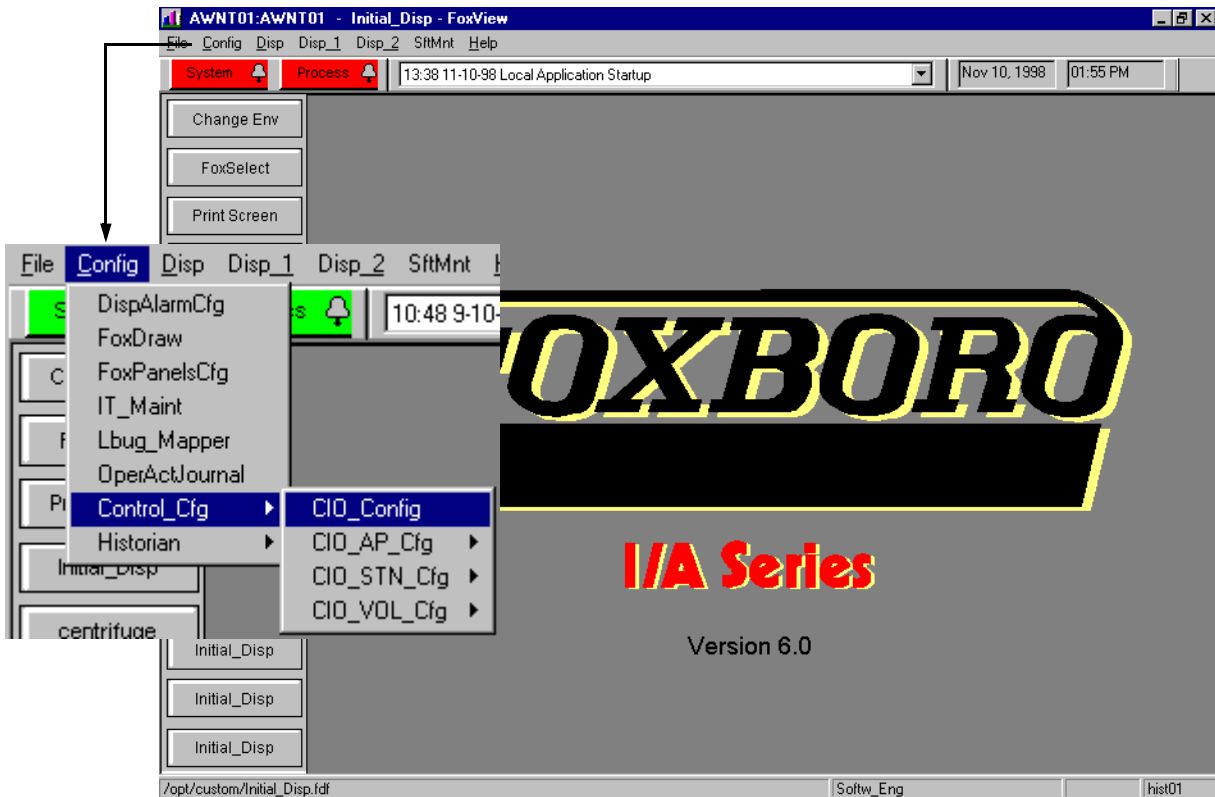 AWNT01:AWNT01 - Initial_Disp - FoxView
File Config Disp Disp_1 Disp_2 SftMnt Help
System Process 13:38 11-10-98 Local Application Startup Nov 10, 1998 01:55 PM
Change Env
FoxSelect
Print Screen
File Config Disp Disp_1 Disp_2 SftMnt
10:48 9-10-
DispAlarmCfg
FoxDraw
FoxPanelsCfg
IT_Maint
Lbug_Mapper
OperActJournal
Control_Cfg
Historian
CIO_Config
CIO_AP_Cfg
CIO_STN_Cfg
CIO_VOL_Cfg
Initial_Disp
centrifuge
FOXBORO
I/A Series
Version 6.0
Initial_Disp
Initial_Disp
Initial_Disp
/opt/custom/Initial_Disp.fdf Softw_Eng hist01